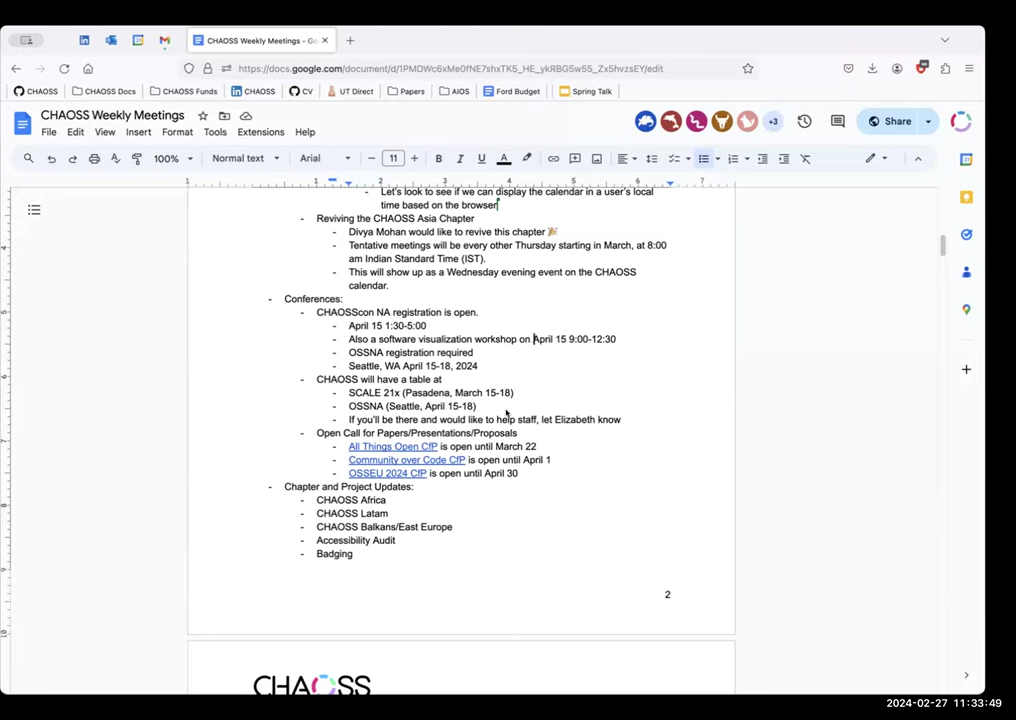 CHAOSS Weekly Meetings - Go
https://docs.google.com/document/d/1PMDWc6xMe0fNE7shxTK5_HE_ykRBG5w55_Zx5hvzsEY/edit
CHAOSS
CHAOSS Docs
CHAOSS Funds
CHAOSS
CV
UT Direct
Papers
AIOS
Ford Budget
Spring Talk
CHAOSS Weekly Meetings
File Edit View Insert Format Tools Extensions Help
+3
Share
100% Normal text Arial 11
1 1 2 3 4 5 6 7
- Let's look to see if we can display the calendar in a user's local
time based on the browser
- Reviving the CHAOSS Asia Chapter
- Divya Mohan would like to revive this chapter 🎉
- Tentative meetings will be every other Thursday starting in March, at 8:00
am Indian Standard Time (IST).
- This will show up as a Wednesday evening event on the CHAOSS
calendar.
- Conferences:
- CHAOSScon NA registration is open.
- April 15 1:30-5:00
- Also a software visualization workshop on April 15 9:00-12:30
- OSSNA registration required
- Seattle, WA April 15-18, 2024
- CHAOSS will have a table at
- SCALE 21x (Pasadena, March 15-18)
- OSSNA (Seattle, April 15-18)
- If you'll be there and would like to help staff, let Elizabeth know
- Open Call for Papers/Presentations/Proposals
- All Things Open CfP is open until March 22
- Community over Code CfP is open until April 1
- OSSEU 2024 CfP is open until April 30
- Chapter and Project Updates:
- CHAOSS Africa
- CHAOSS Latam
- CHAOSS Balkans/East Europe
- Accessibility Audit
- Badging
2
CHAOSS
2024-02-27 11:33:49